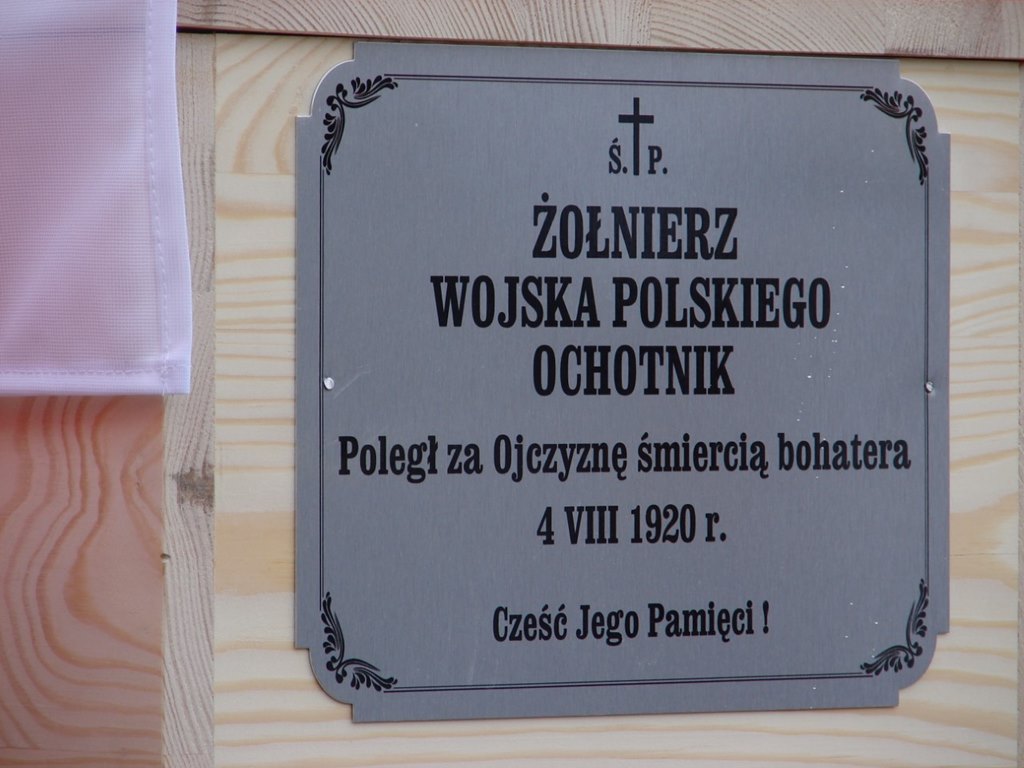 Ś. P.
ŻOŁNIERZ
WOJSKA POLSKIEGO
OCHOTNIK
Poległ za Ojczyznę śmiercią bohatera
4 VIII 1920 r.
Cześć Jego Pamięci !